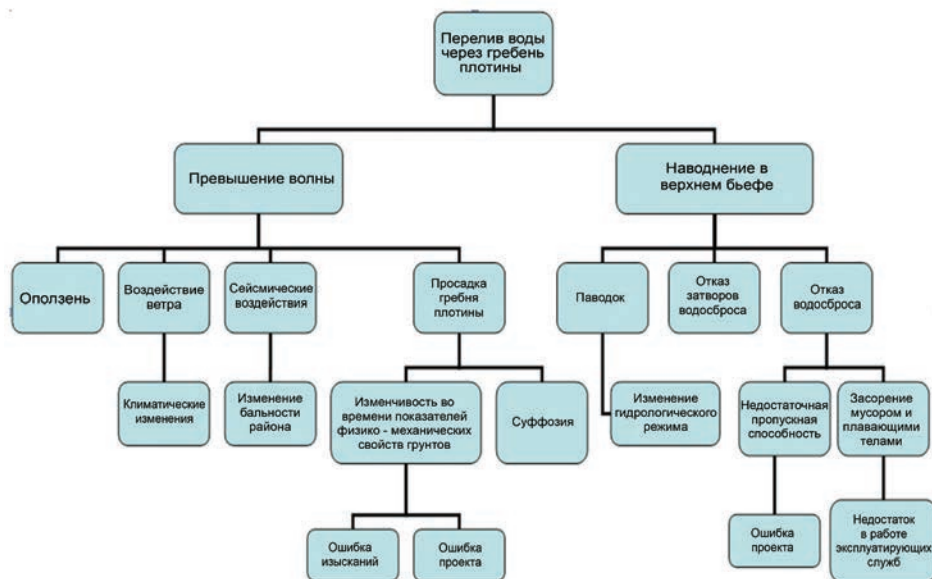 Перелив воды
через гребень
плотины
Превышение волны
Наводнение в
верхнем бьефе
Оползень
Воздействие
ветра
Сейсмические
воздействия
Просадка
гребня
плотины
Паводок
Отказ
затворов
водосброса
Отказ
водосброса
Климатические
изменения
Изменение
бальности
района
Изменчивость во
времени показателей
физико - механических
свойств грунтов
Суффозия
Изменение
гидрологического
режима
Недостаточная
пропускная
способность
Засорение
мусором и
плавающими
телами
Ошибка
изысканий
Ошибка
проекта
Ошибка
проекта
Недостаток
в работе
эксплуатирующих
служб